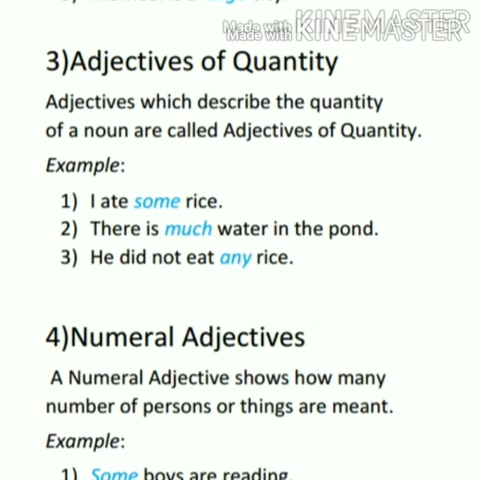 Made with KINEMASTER
Made with KINEMASTER
3)Adjectives of Quantity
Adjectives which describe the quantity
of a noun are called Adjectives of Quantity.
Example:
1) I ate some rice.
2) There is much water in the pond.
3) He did not eat any rice.
4)Numeral Adjectives
A Numeral Adjective shows how many
number of persons or things are meant.
Example:
1) Some boys are reading.